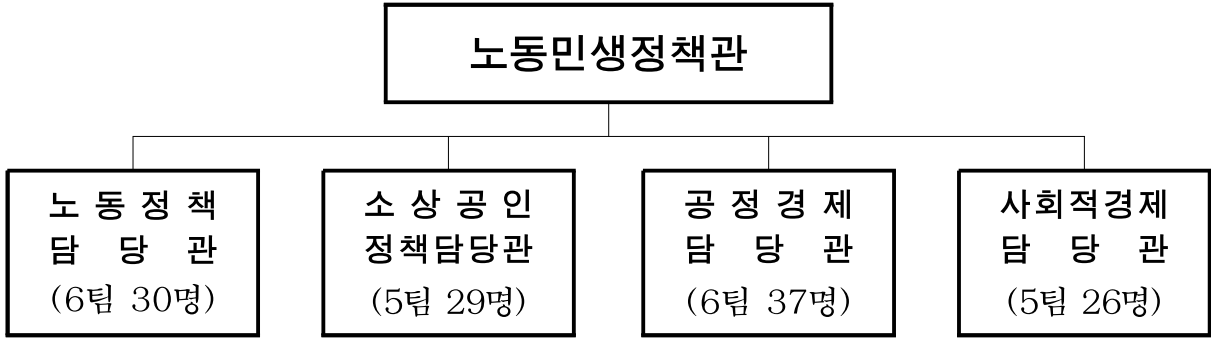 노동민생정책관
노 동 정 책
담 당 관
(6팀 30명)
소 상 공 인
정책담당관
(5팀 29명)
공 정 경 제
담 당 관
(6팀 37명)
사회적경제
담 당 관
(5팀 26명)